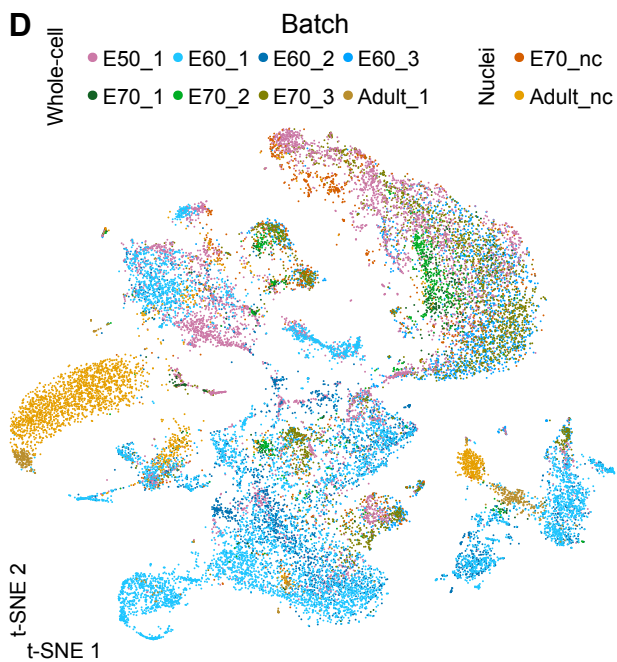 D
Batch
Whole-cell
E50_1 E60_1 E60_2 E60_3
E70_1 E70_2 E70_3 Adult_1
Nuclei
E70_nc
Adult_nc
t-SNE 2
t-SNE 1